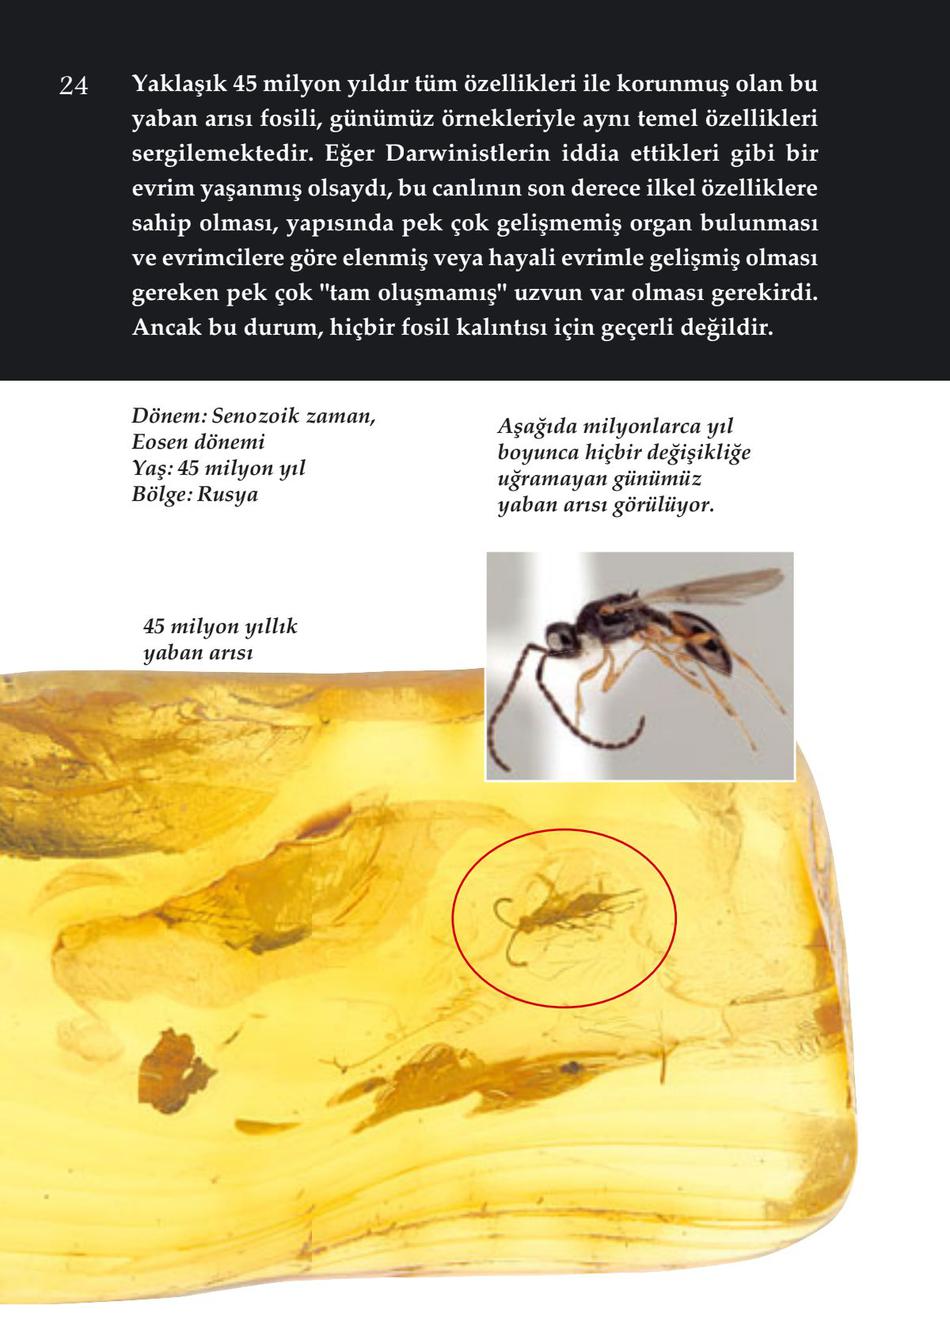 24
Yaklaşık 45 milyon yıldır tüm özellikleri ile korunmuş olan bu
yaban arısı fosili, günümüz örnekleriyle aynı temel özellikleri
sergilemektedir. Eğer Darwinistlerin iddia ettikleri gibi bir
evrim yaşanmış olsaydı, bu canlının son derece ilkel özelliklere
sahip olması, yapısında pek çok gelişmemiş organ bulunması
ve evrimcilere göre elenmiş veya hayali evrimle gelişmiş olması
gereken pek çok "tam oluşmamış" uzvun var olması gerekirdi.
Ancak bu durum, hiçbir fosil kalıntısı için geçerli değildir.
Dönem: Senozoik zaman,
Eosen dönemi
Yaş: 45 milyon yıl
Bölge: Rusya
Aşağıda milyonlarca yıl
boyunca hiçbir değişikliğe
uğramayan günümüz
yaban arısı görülüyor.
45 milyon yıllık
yaban arısı